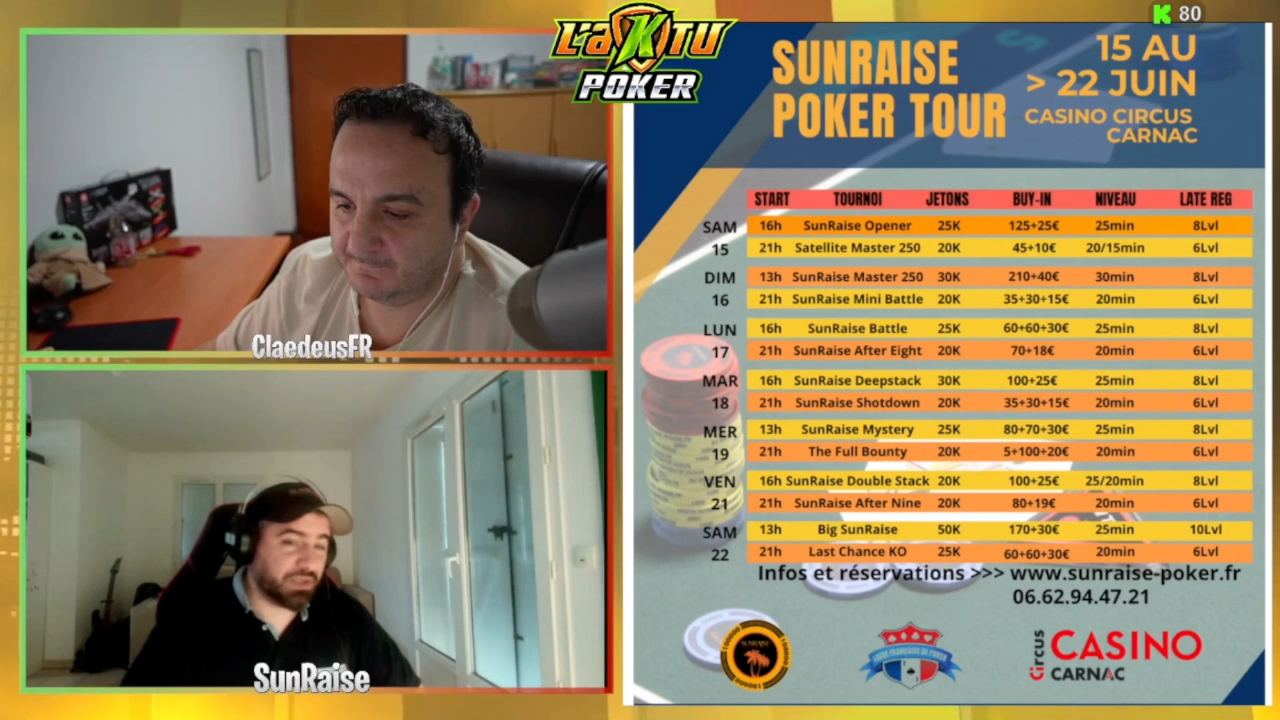 L'aKTU
POKER
K 80
ClaedeusFR
SunRaise
SUNRAISE
POKER TOUR
15 AU
> 22 JUIN
CASINO CIRCUS
CARNAC
START TOURNOI JETONS BUY-IN NIVEAU LATE REG
SAM 15
16h SunRaise Opener 25K 125+25€ 25min 8Lvl
21h Satellite Master 250 20K 45+10€ 20/15min 6Lvl
DIM 16
13h SunRaise Master 250 30K 210+40€ 30min 8Lvl
21h SunRaise Mini Battle 20K 35+30+15€ 20min 6Lvl
LUN 17
16h SunRaise Battle 25K 60+60+30€ 25min 8Lvl
21h SunRaise After Eight 20K 70+18€ 20min 6Lvl
MAR 18
16h SunRaise Deepstack 30K 100+25€ 25min 8Lvl
21h SunRaise Shotdown 20K 35+30+15€ 20min 6Lvl
MER 19
13h SunRaise Mystery 25K 80+70+30€ 25min 8Lvl
21h The Full Bounty 20K 5+100+20€ 20min 6Lvl
VEN 21
16h SunRaise Double Stack 20K 100+25€ 25/20min 8Lvl
21h SunRaise After Nine 20K 80+19€ 20min 6Lvl
SAM 22
13h Big SunRaise 50K 170+30€ 25min 10Lvl
21h Last Chance KO 25K 60+60+30€ 20min 6Lvl
Infos et réservations >>> www.sunraise-poker.fr
06.62.94.47.21
SUNRAISE
100000
circus CASINO
CARNAC